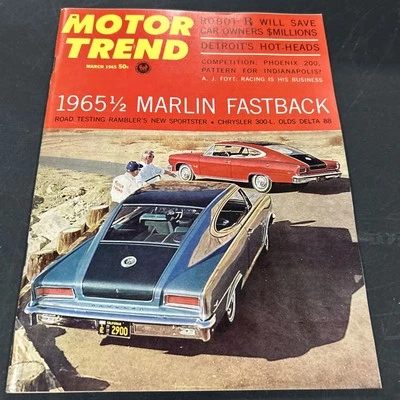 MOTOR
TREND
MARCH 1965 50¢
ROBOT R WILL SAVE
CAR OWNERS $MILLIONS
DETROIT'S HOT-HEADS
COMPETITION: PHOENIX 200,
PATTERN FOR INDIANAPOLIS?
A. J. FOYT: RACING IS HIS BUSINESS
1965½ MARLIN FASTBACK
ROAD TESTING RAMBLER'S NEW SPORTSTER • CHRYSLER 300-L, OLDS DELTA 88
2900